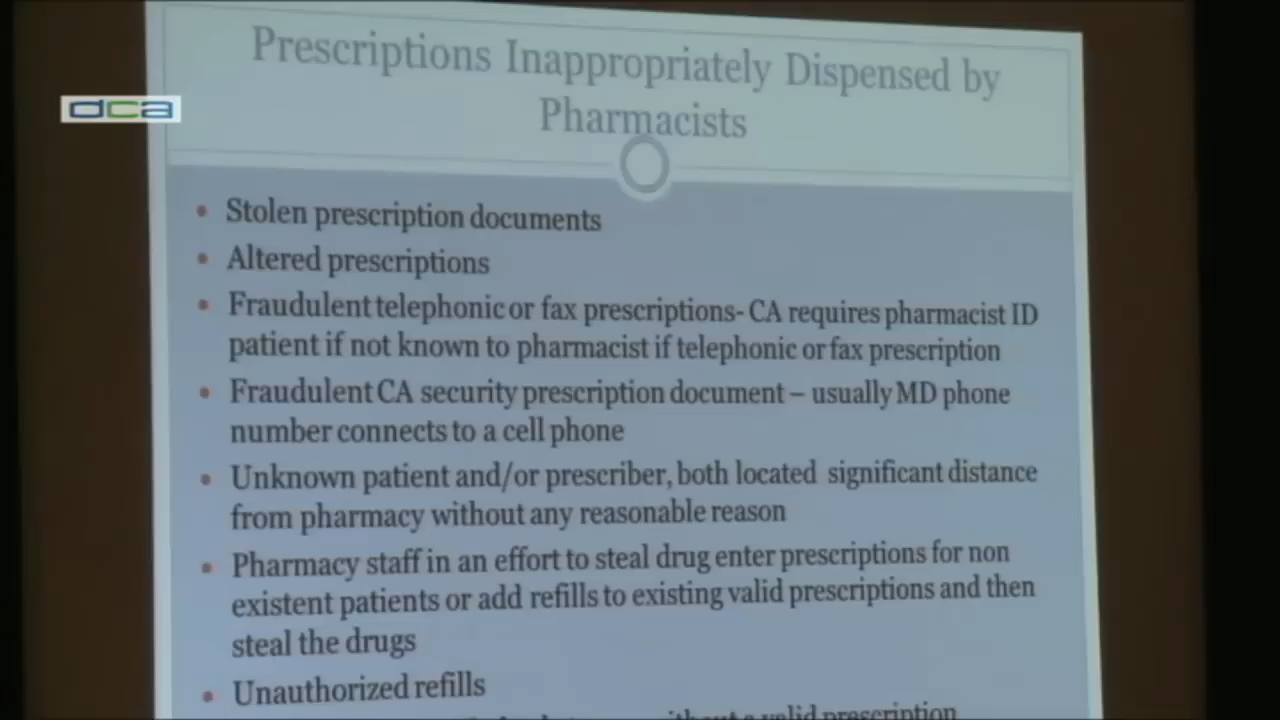 Prescriptions Inappropriately Dispensed by
Pharmacists
dca
• Stolen prescription documents
• Altered prescriptions
• Fraudulent telephonic or fax prescriptions- CA requires pharmacist ID
patient if not known to pharmacist if telephonic or fax prescription
• Fraudulent CA security prescription document – usually MD phone
number connects to a cell phone
• Unknown patient and/or prescriber, both located significant distance
from pharmacy without any reasonable reason
• Pharmacy staff in an effort to steal drug enter prescriptions for non
existent patients or add refills to existing valid prescriptions and then
steal the drugs
• Unauthorized refills
without a valid prescription